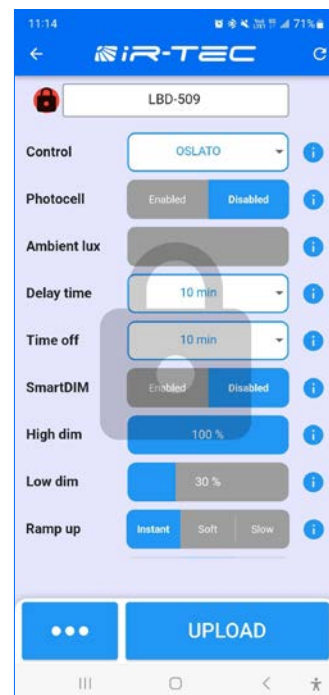 11:14 71%
iR-TEC
LBD-509
Control OSLATO
Photocell Enabled Disabled
Ambient lux
Delay time 10 min
Time off 10 min
SmartDIM Enabled Disabled
High dim 100 %
Low dim 30 %
Ramp up Instant Soft Slow
UPLOAD